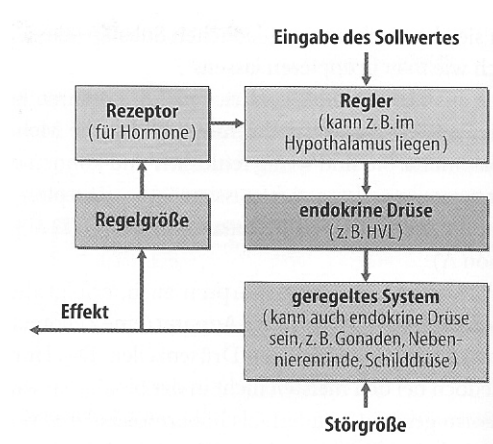 Eingabe des Sollwertes
Rezeptor
(für Hormone)
Regler
(kann z. B. im
Hypothalamus liegen)
Regelgröße
endokrine Drüse
(z. B. HVL)
Effekt
geregeltes System
(kann auch endokrine Drüse
sein, z. B. Gonaden, Neben-
nierenrinde, Schilddrüse)
Störgröße